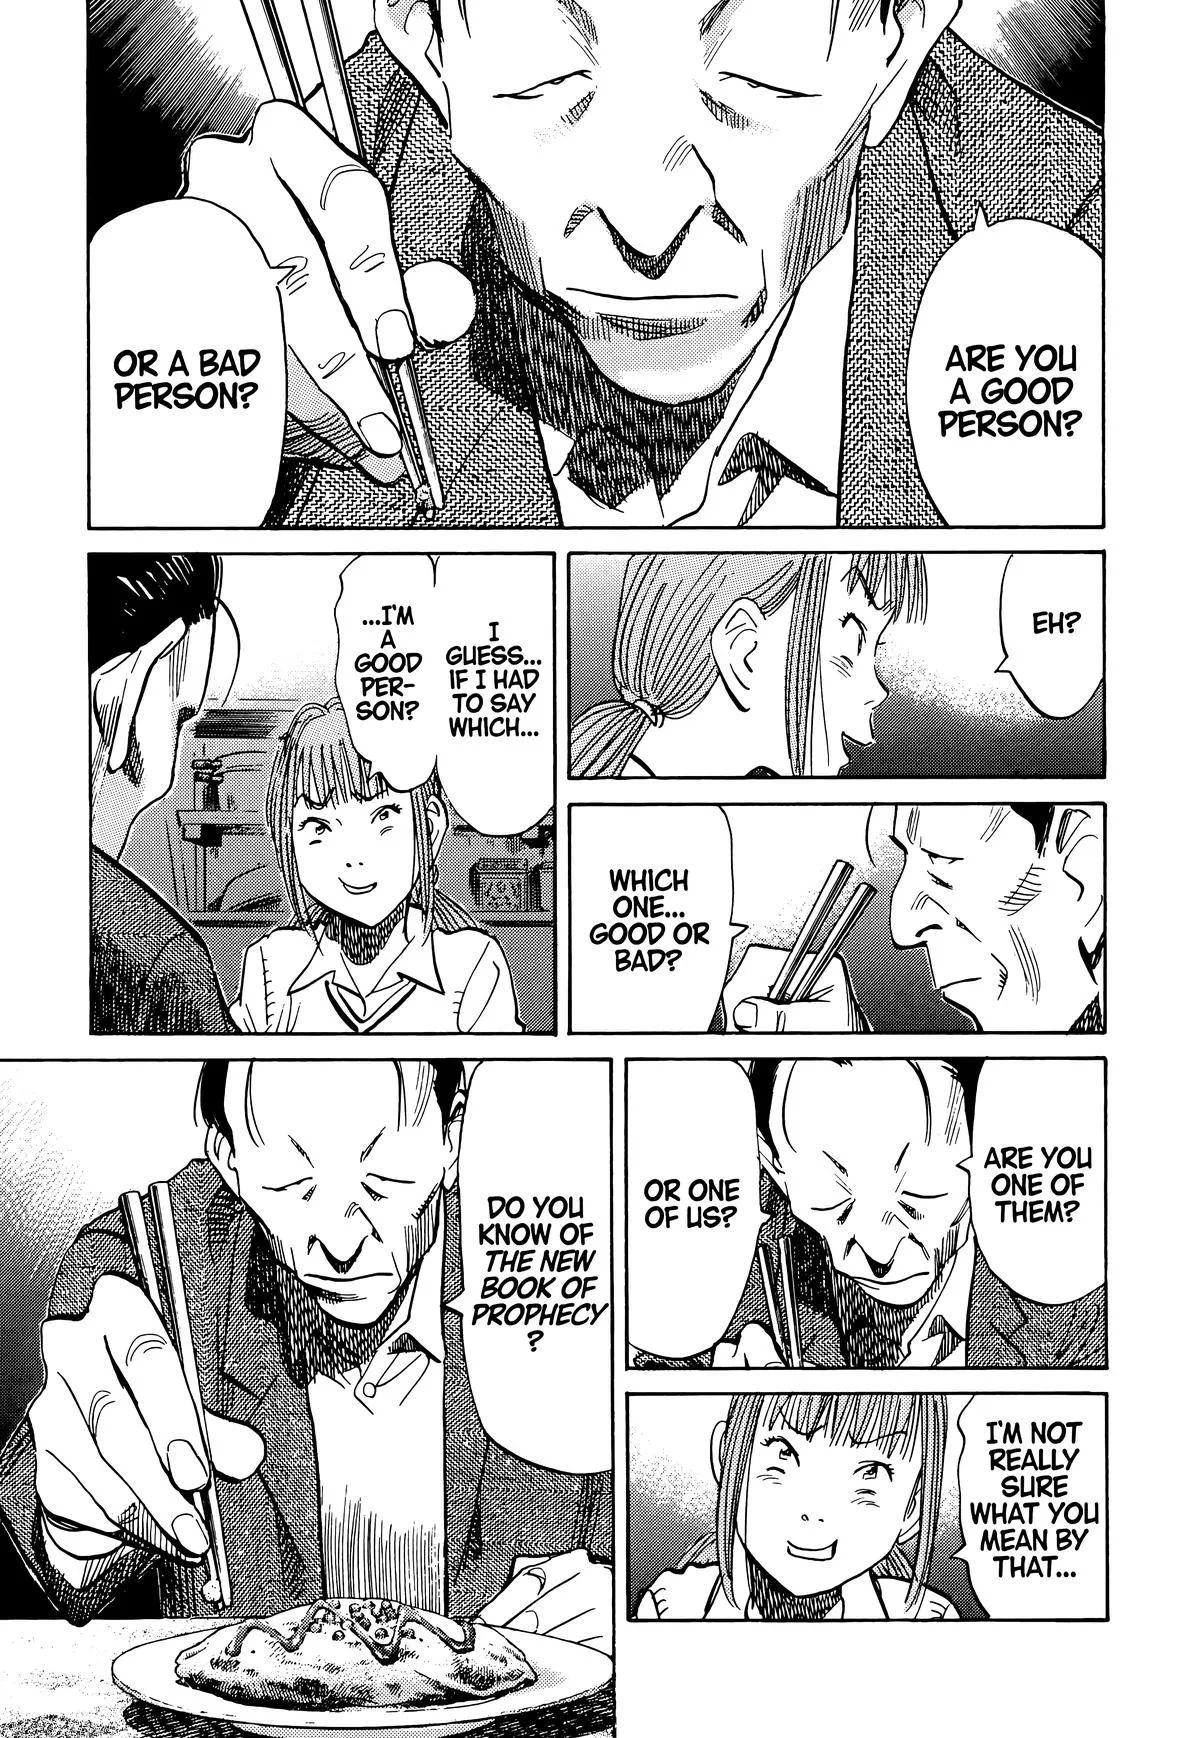 ARE YOU
A GOOD
PERSON?
OR A BAD
PERSON?
EH?
I
GUESS...
IF I HAD
TO SAY
WHICH...
...I'M
A
GOOD
PER-
SON?
WHICH
ONE...
GOOD OR
BAD?
ARE YOU
ONE OF
THEM?
OR ONE
OF US?
I'M NOT
REALLY
SURE
WHAT YOU
MEAN BY
THAT...
DO YOU
KNOW OF
THE NEW
BOOK OF
PROPHECY
?